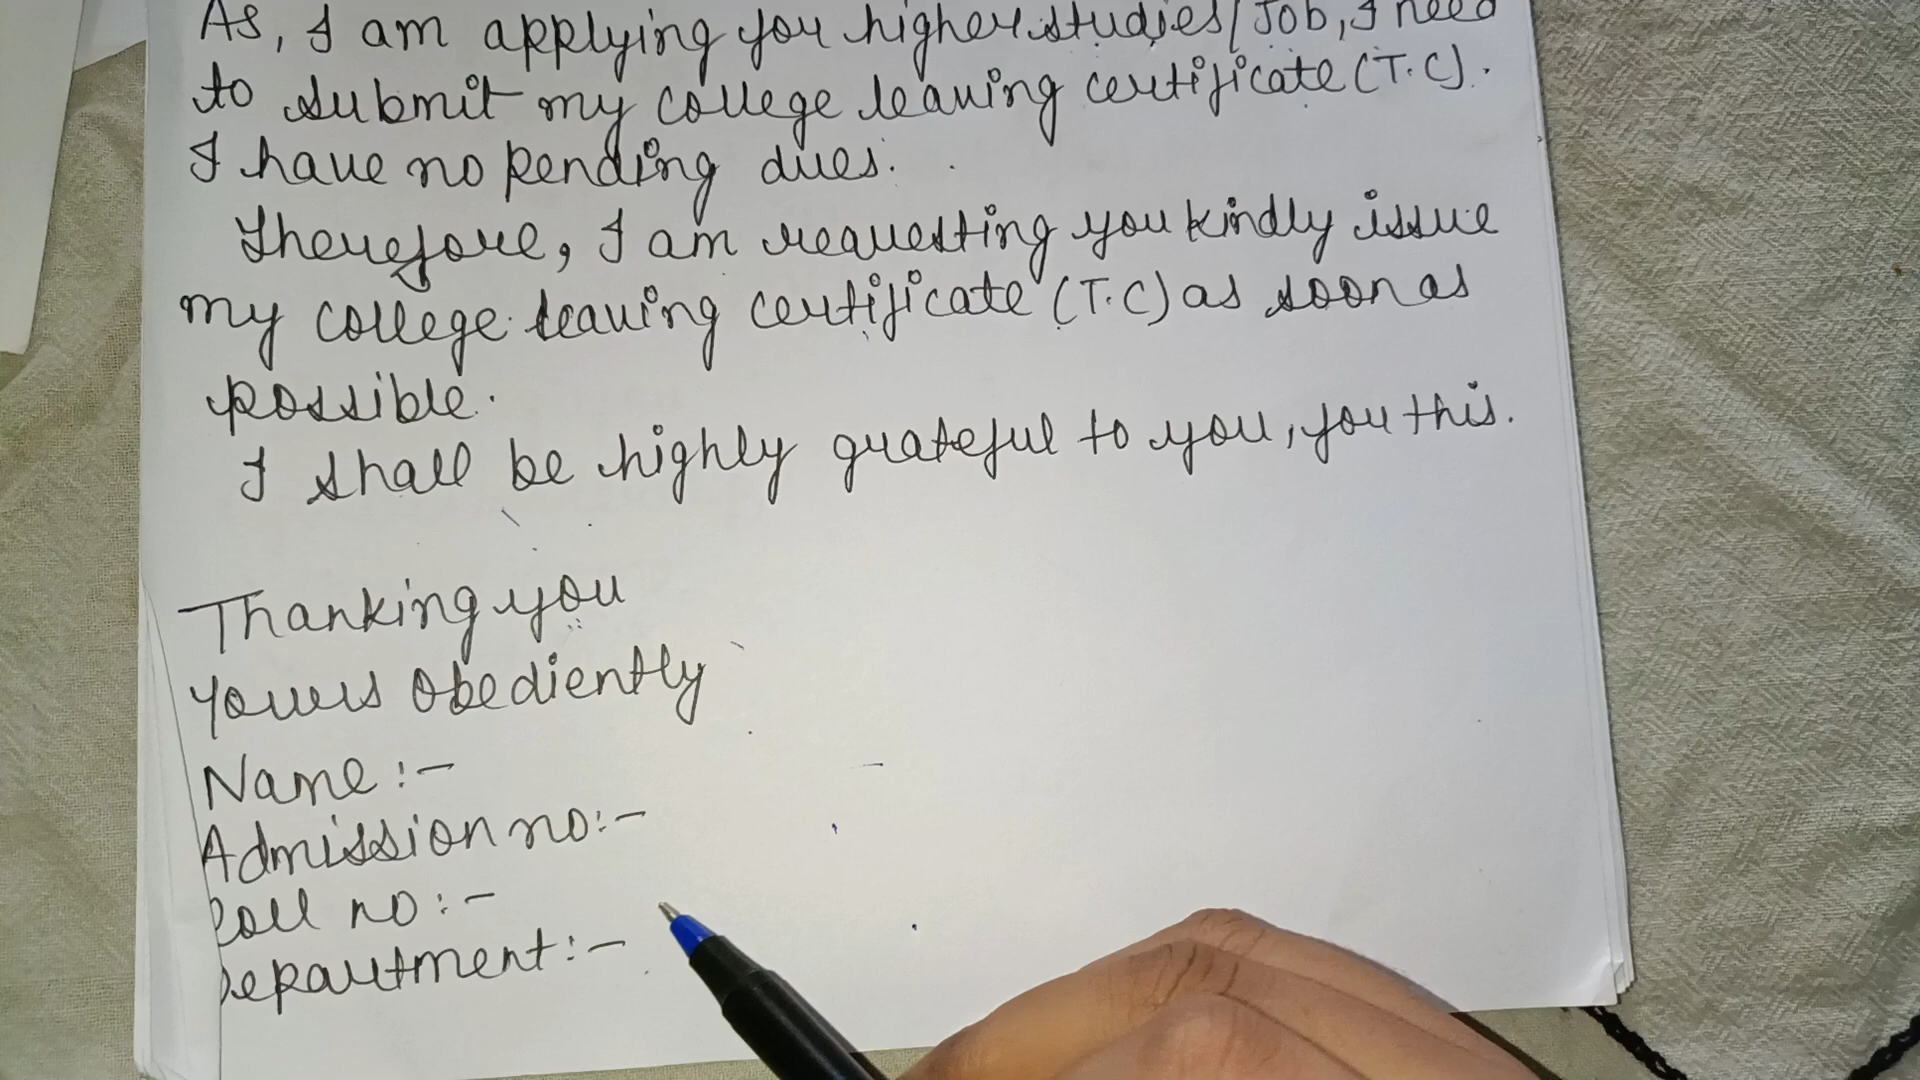 As, I am applying for higher studies/Job, I need
to submit my college leaving certificate (T.C).
I have no pending dues.
Therefore, I am requesting you kindly issue
my college leaving certificate (T.C) as soon as
possible.
I shall be highly grateful to you, for this.
Thanking you
Yours Obediently
Name :-
Admission no :-
Roll no :-
Department :-